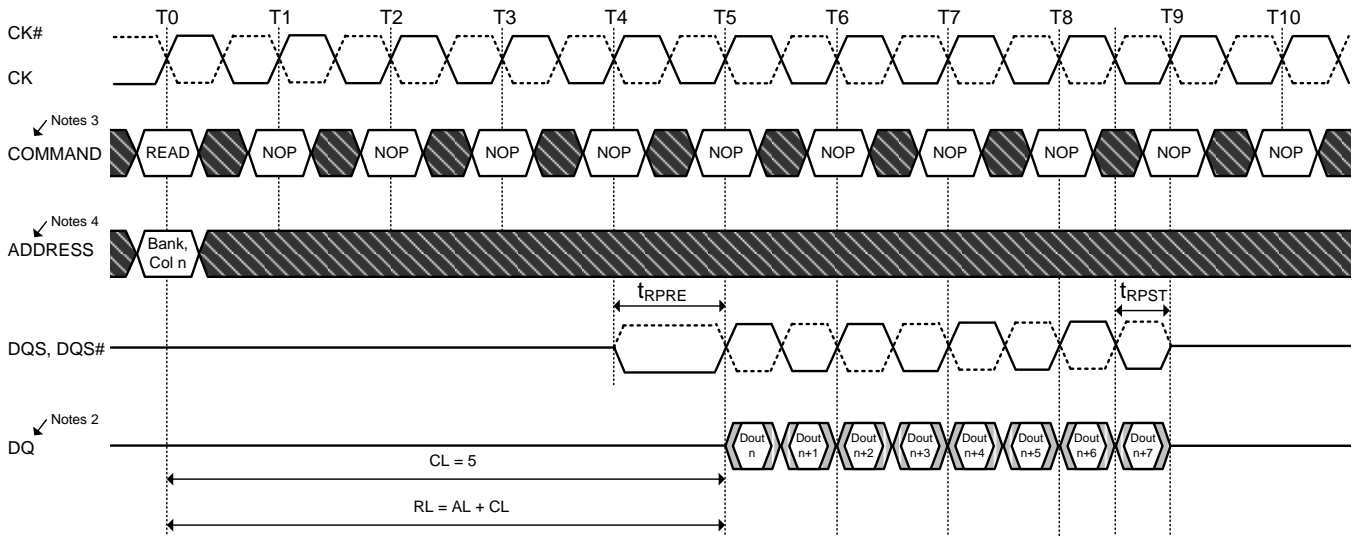 T0 T1 T2 T3 T4 T5 T6 T7 T8 T9 T10
CK#
CK
Notes 3
COMMAND READ NOP NOP NOP NOP NOP NOP NOP NOP NOP NOP
Notes 4
ADDRESS
Bank,
Col n
tRPRE tRPST
DQS, DQS#
Notes 2
DQ
Dout Dout Dout Dout Dout Dout Dout Dout
n n+1 n+2 n+3 n+4 n+5 n+6 n+7
CL = 5
RL = AL + CL